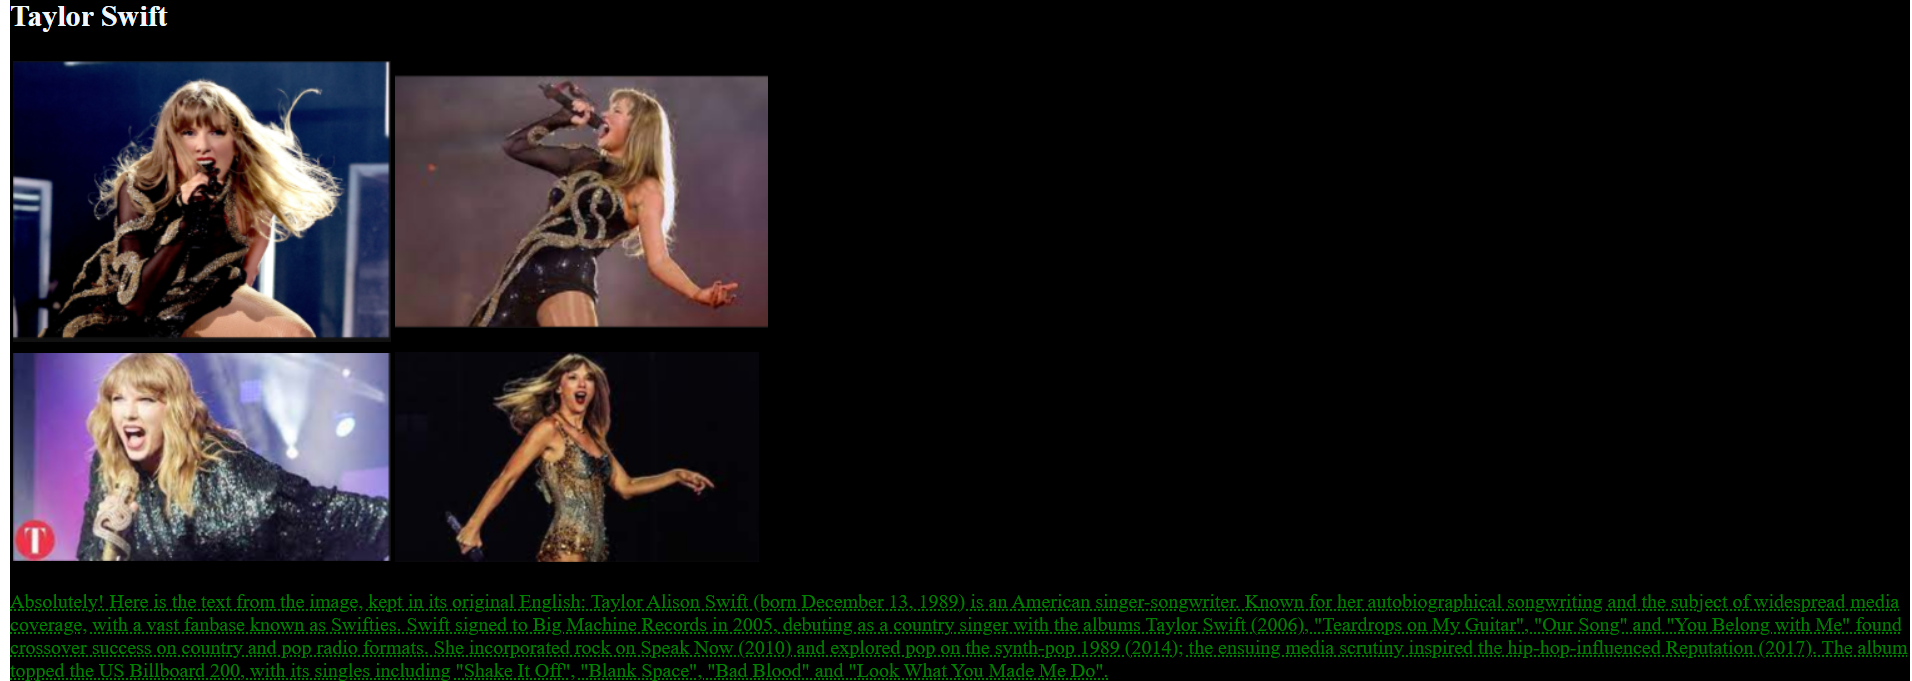 Taylor Swift
T
Absolutely! Here is the text from the image, kept in its original English: Taylor Alison Swift (born December 13, 1989) is an American singer-songwriter. Known for her autobiographical songwriting and the subject of widespread media
coverage, with a vast fanbase known as Swifties. Swift signed to Big Machine Records in 2005, debuting as a country singer with the albums Taylor Swift (2006). "Teardrops on My Guitar", "Our Song" and "You Belong with Me" found
crossover success on country and pop radio formats. She incorporated rock on Speak Now (2010) and explored pop on the synth-pop 1989 (2014); the ensuing media scrutiny inspired the hip-hop-influenced Reputation (2017). The album
topped the US Billboard 200, with its singles including "Shake It Off", "Blank Space", "Bad Blood" and "Look What You Made Me Do".